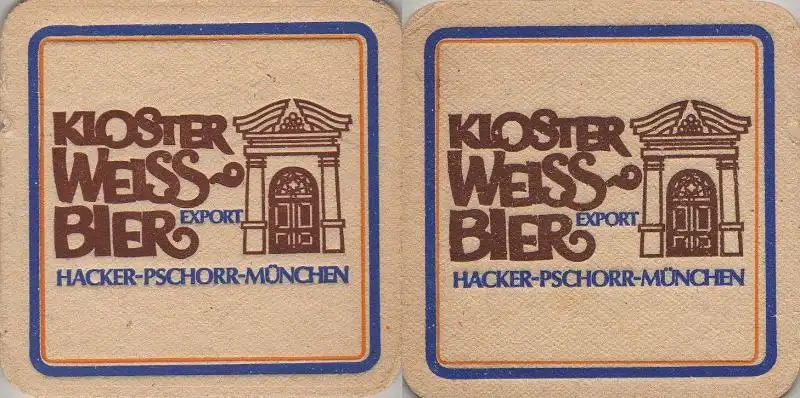 KLOSTER
WEISS-
BIER EXPORT
HACKER-PSCHORR-MÜNCHEN
KLOSTER
WEISS-
BIER EXPORT
HACKER-PSCHORR-MÜNCHEN